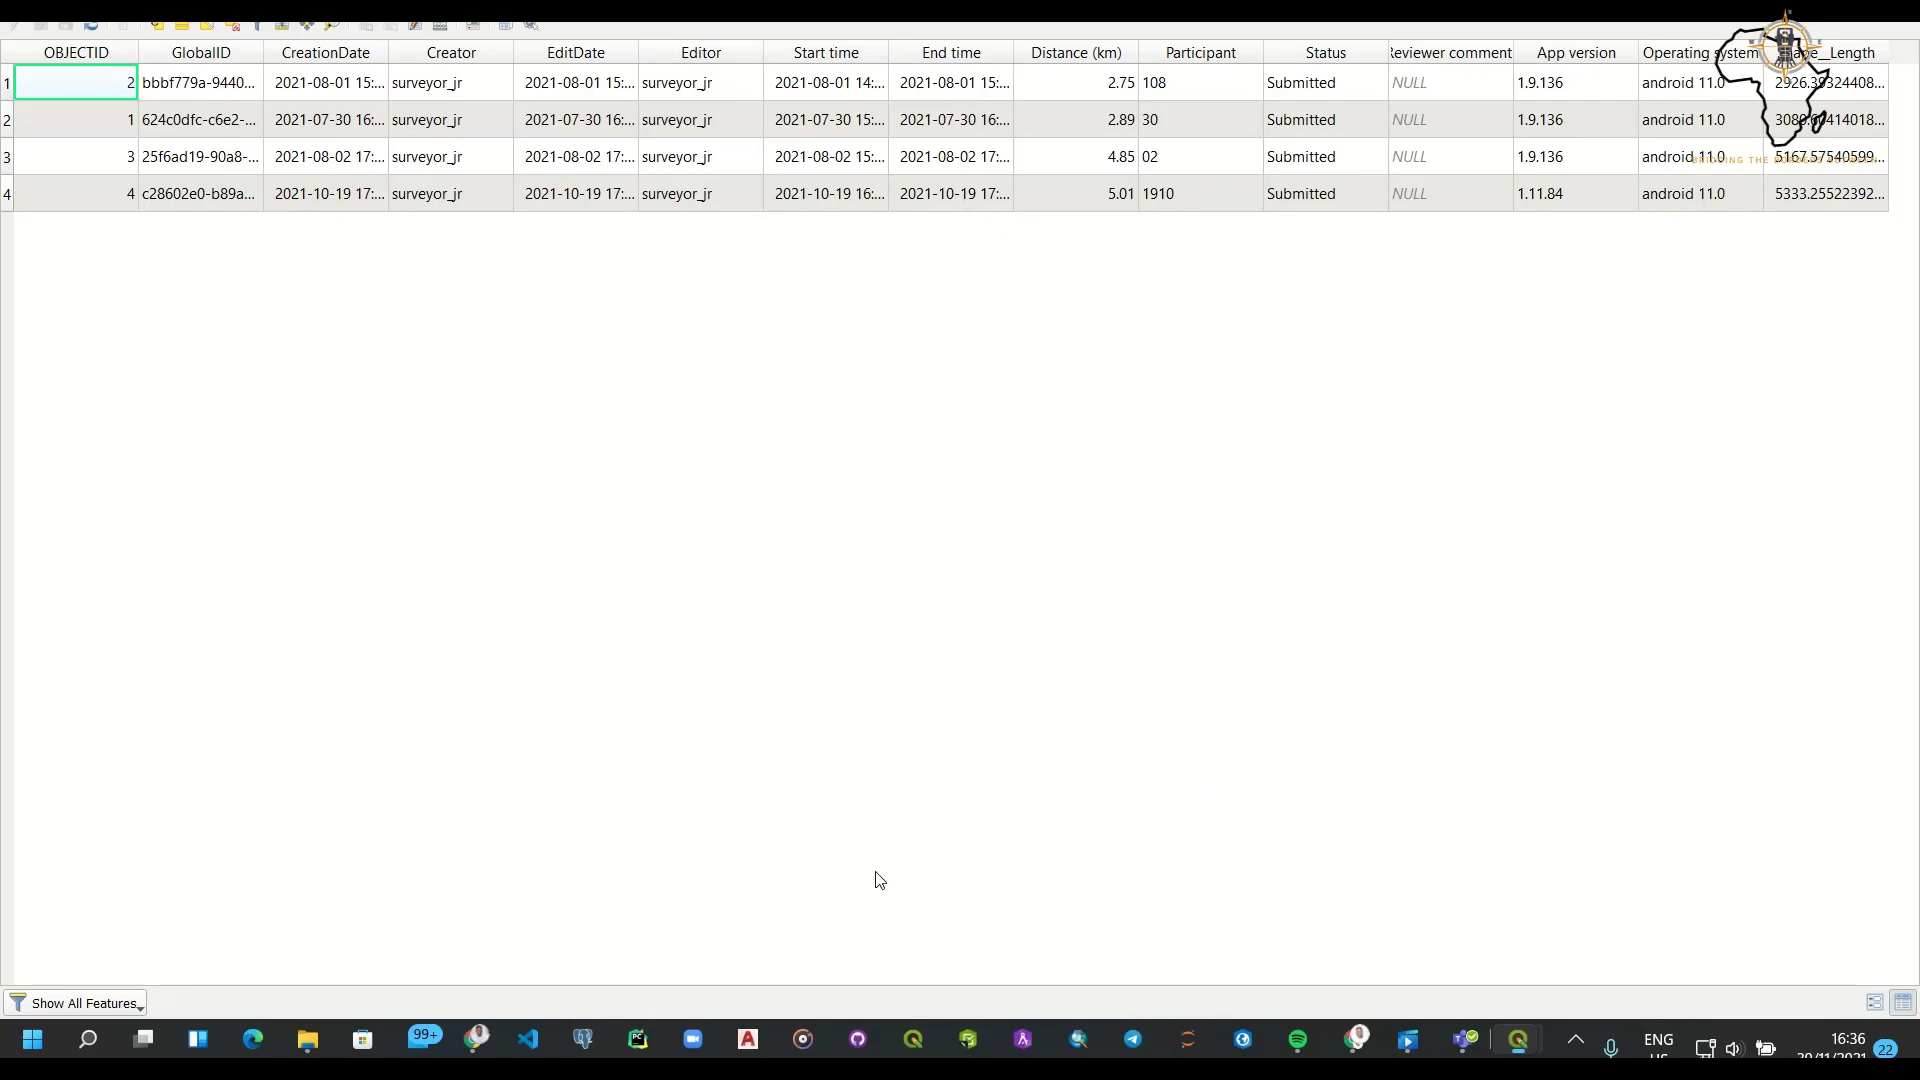 OBJECTID GlobalID CreationDate Creator EditDate Editor Start time End time Distance (km) Participant Status Reviewer comment App version Operating system Length
1 2 bbbf779a-9440... 2021-08-01 15:... surveyor_jr 2021-08-01 15:... surveyor_jr 2021-08-01 14:... 2021-08-01 15:... 2.75 108 Submitted NULL 1.9.136 android 11.0
2 1 624c0dfc-c6e2-... 2021-07-30 16:... surveyor_jr 2021-07-30 16:... surveyor_jr 2021-07-30 15:... 2021-07-30 16:... 2.89 30 Submitted NULL 1.9.136 android 11.0
3 3 25f6ad19-90a8-... 2021-08-02 17:... surveyor_jr 2021-08-02 17:... surveyor_jr 2021-08-02 15:... 2021-08-02 17:... 4.85 02 Submitted NULL 1.9.136 android 11.0 5167.57540599...
4 4 c28602e0-b89a... 2021-10-19 17:... surveyor_jr 2021-10-19 17:... surveyor_jr 2021-10-19 16:... 2021-10-19 17:... 5.01 1910 Submitted NULL 1.11.84 android 11.0 5333.25522392...
Show All Features
99+
PC
A
ENG
16:36
30/11/2021
22